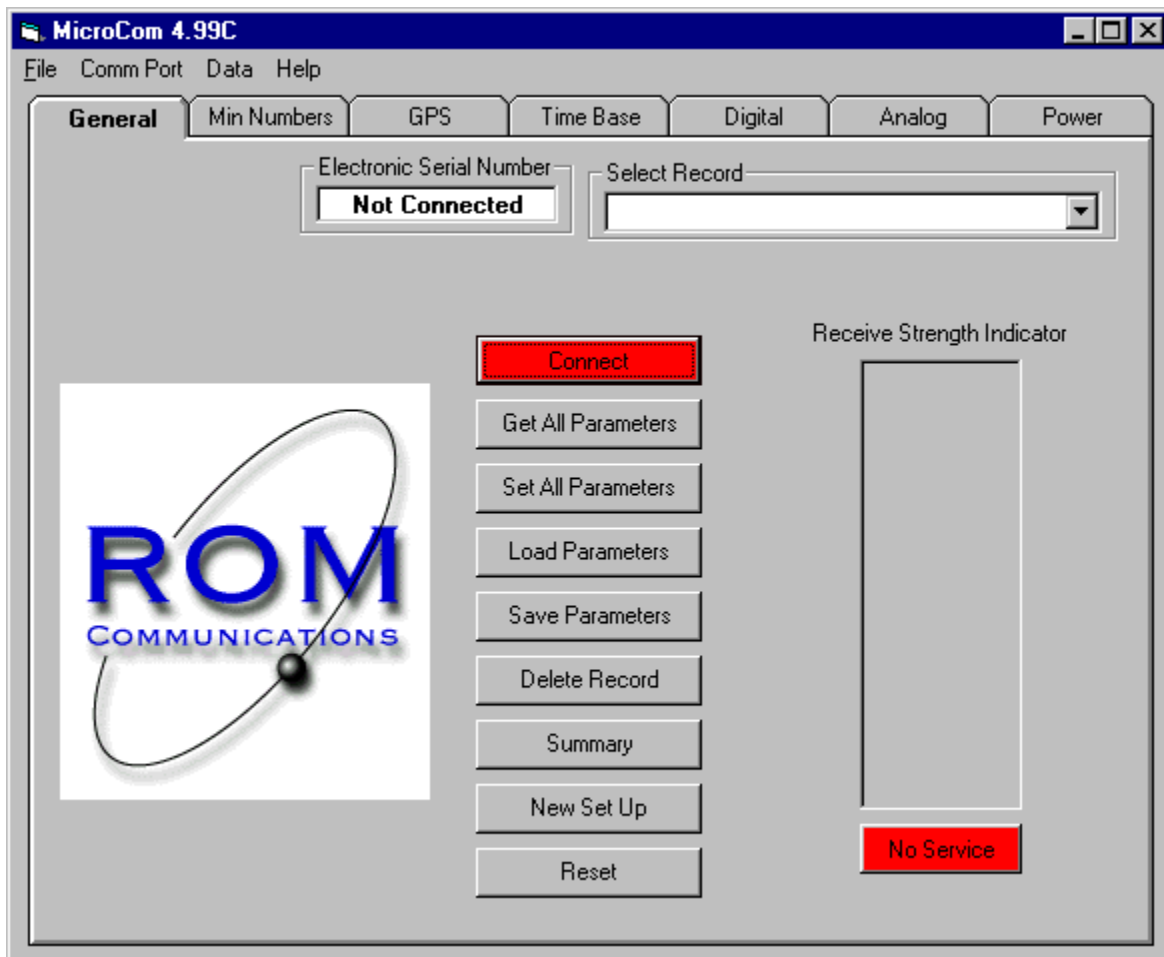 MicroCom 4.99C
File Comm Port Data Help
General Min Numbers GPS Time Base Digital Analog Power
Electronic Serial Number Select Record
Not Connected
Receive Strength Indicator
Connect
Get All Parameters
Set All Parameters
Load Parameters
Save Parameters
Delete Record
Summary
New Set Up
Reset
ROM
COMMUNICATIONS
No Service